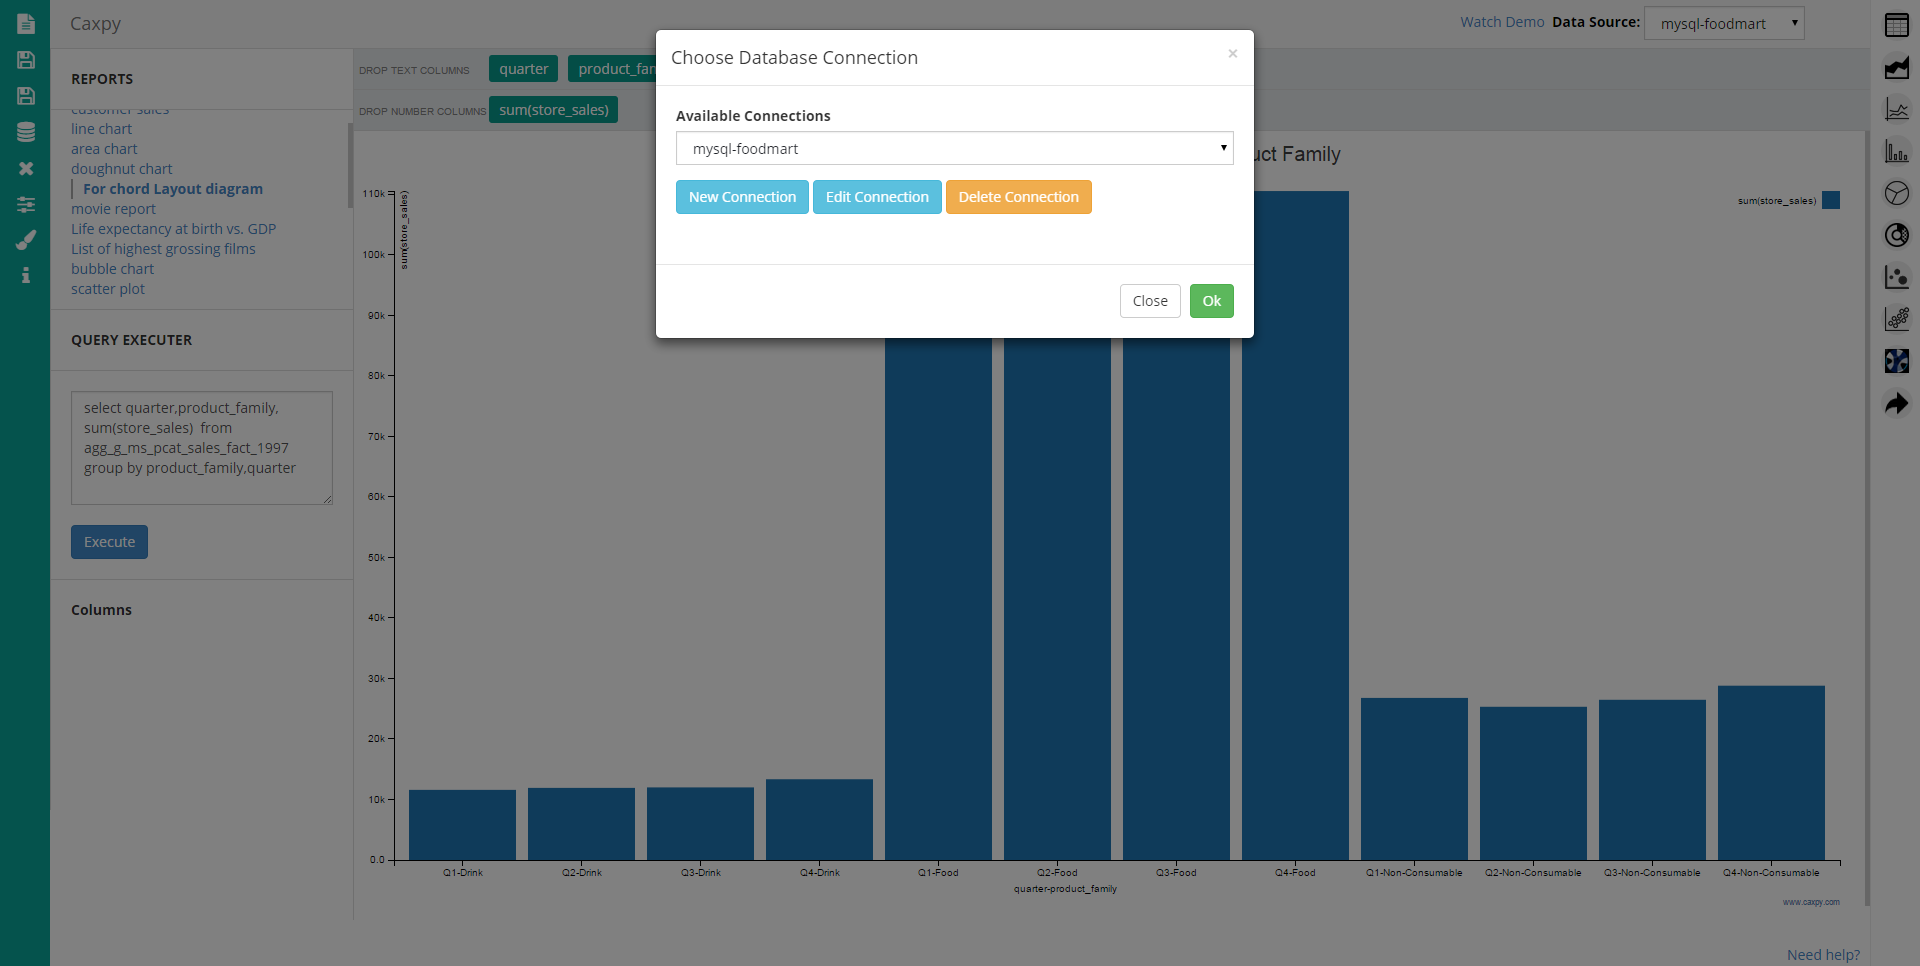 Caxpy
Watch Demo Data Source: mysql-foodmart
REPORTS
customer sales
line chart
area chart
doughnut chart
For chord Layout diagram
movie report
Life expectancy at birth vs. GDP
List of highest grossing films
bubble chart
scatter plot
QUERY EXECUTER
select quarter,product_family,
sum(store_sales) from
agg_g_ms_pcat_sales_fact_1997
group by product_family,quarter
Execute
Columns
DROP TEXT COLUMNS quarter product_fam
DROP NUMBER COLUMNS sum(store_sales)
Choose Database Connection ×
Available Connections
mysql-foodmart
New Connection Edit Connection Delete Connection
Close Ok
uct Family
sum(store_sales)
sum(store_sales)
110k
100k
90k
80k
70k
60k
50k
40k
30k
20k
10k
0.0
Q1-Drink Q2-Drink Q3-Drink Q4-Drink Q1-Food Q2-Food Q3-Food Q4-Food Q1-Non-Consumable Q2-Non-Consumable Q3-Non-Consumable Q4-Non-Consumable
quarter-product_family
www.caxpy.com
Need help?